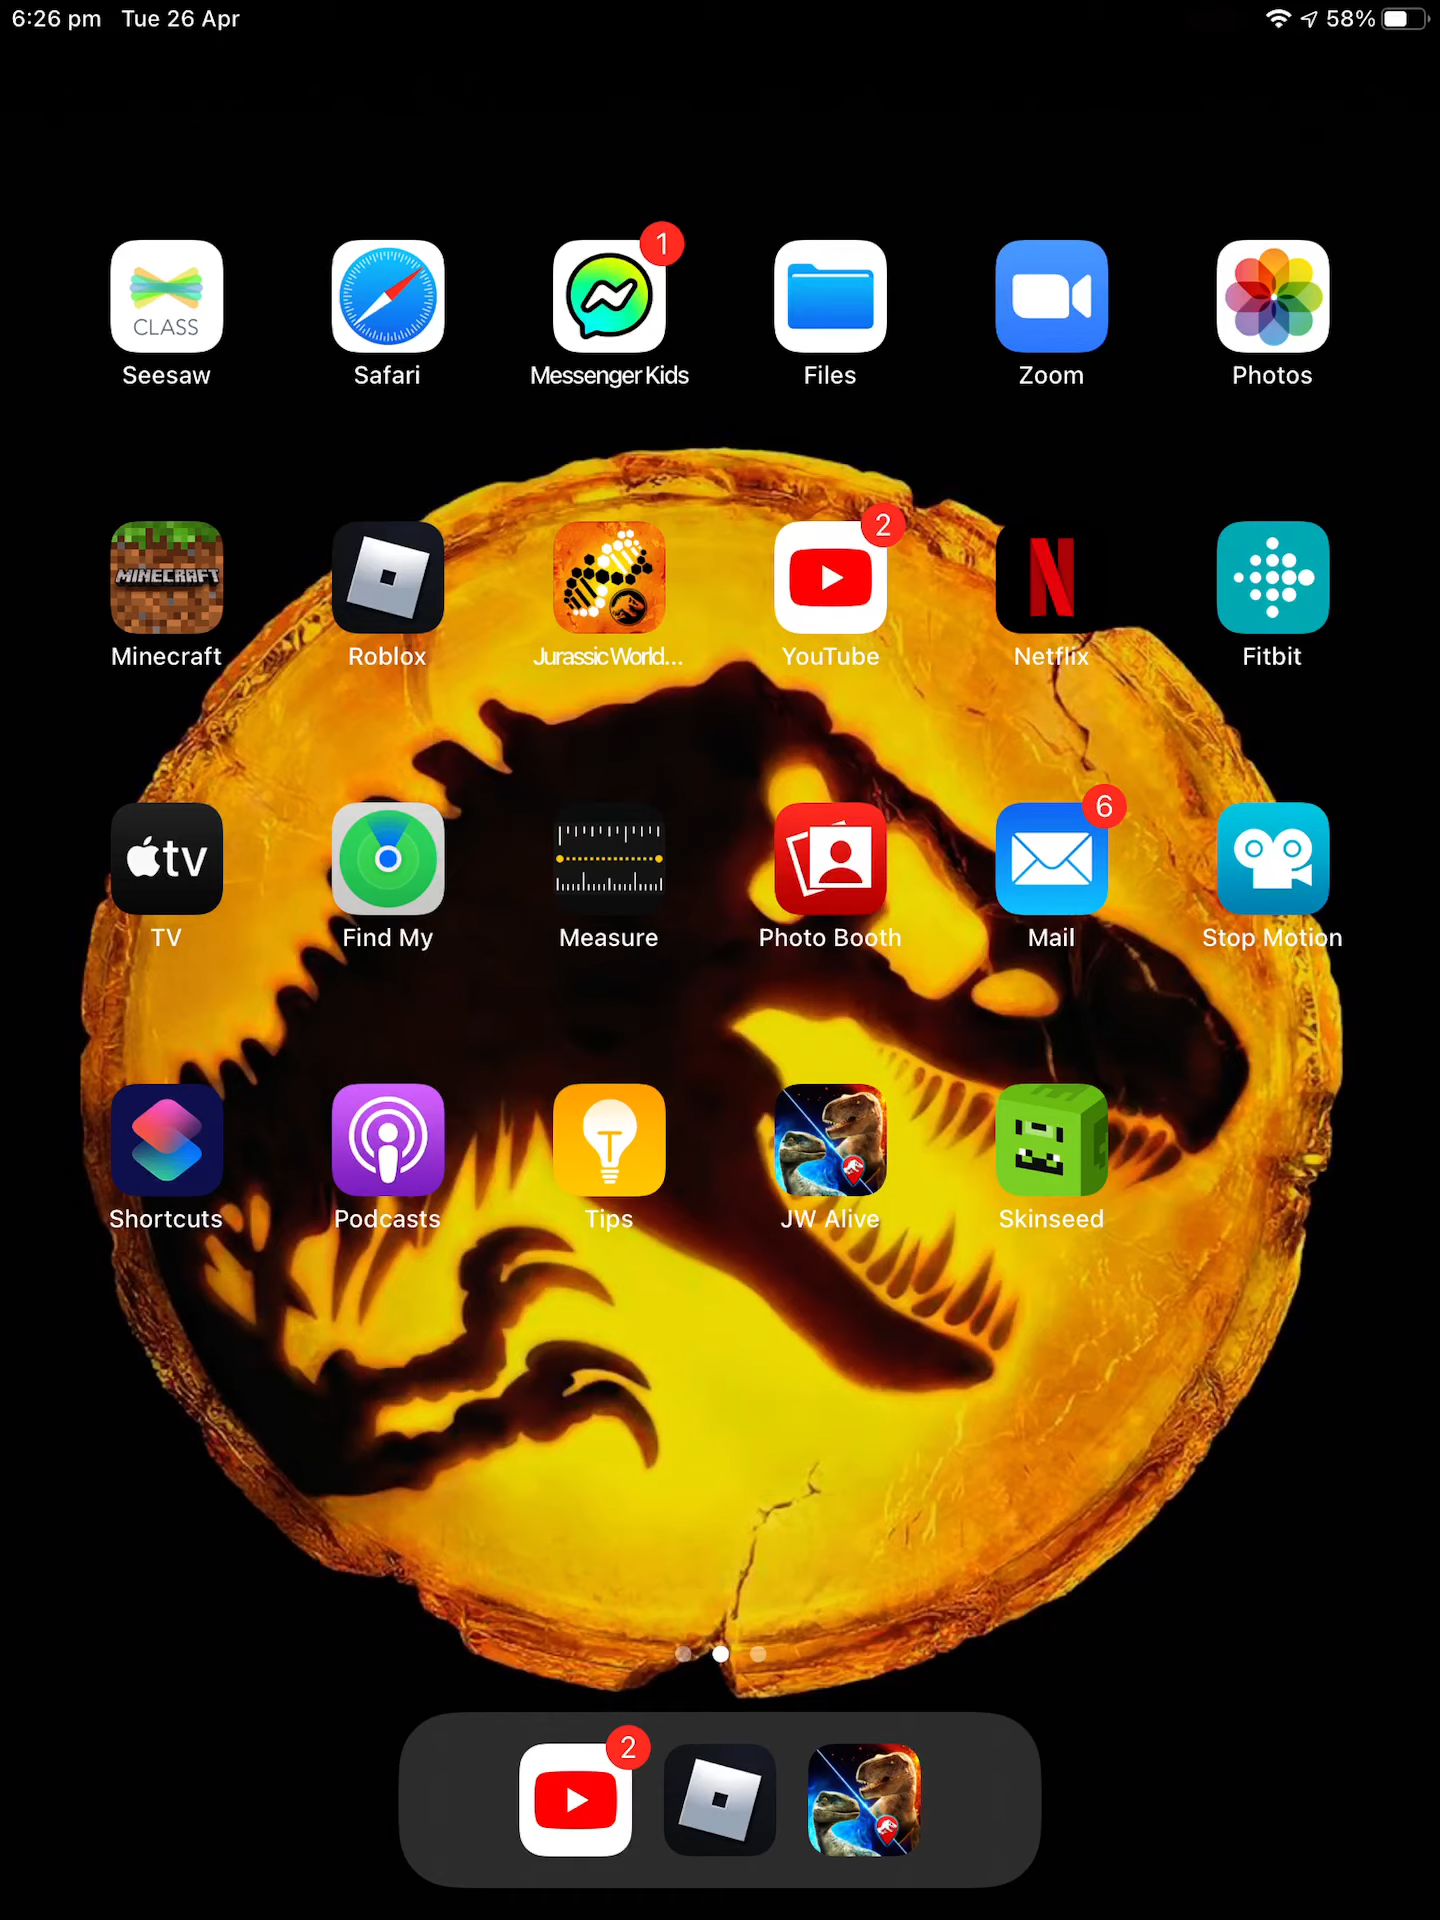 6:26 pm Tue 26 Apr 58%
1
CLASS
Seesaw Safari Messenger Kids Files Zoom Photos
2
MINECRAFT N
Minecraft Roblox Jurassic World... YouTube Netflix Fitbit
6
tv
TV Find My Measure Photo Booth Mail Stop Motion
Shortcuts Podcasts Tips JW Alive Skinseed
2